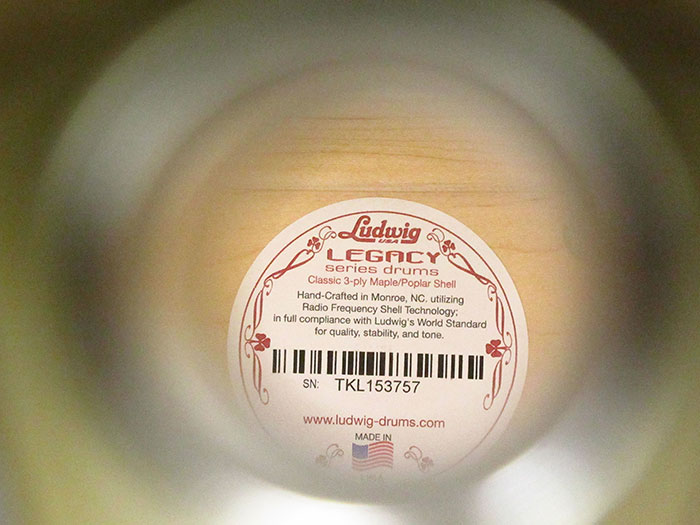 Ludwig
USA
LEGACY
series drums
Classic 3-ply Maple/Poplar Shell
Hand-Crafted in Monroe, NC. utilizing
Radio Frequency Shell Technology;
in full compliance with Ludwig's World Standard
for quality, stability, and tone.
SN: TKL153757
www.ludwig-drums.com
MADE IN